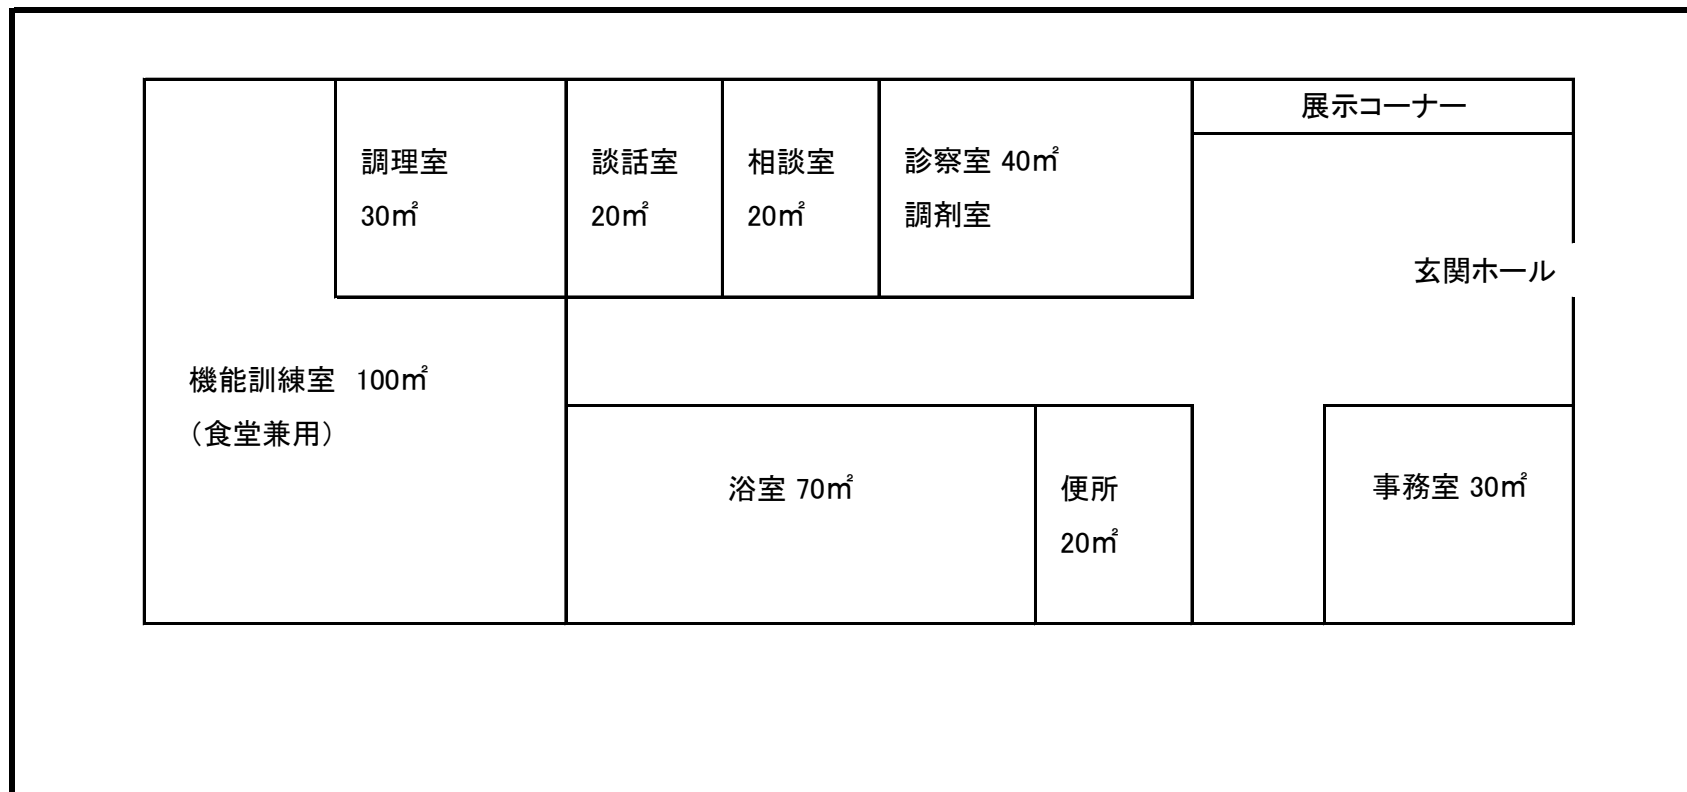 展示コーナー
調理室
30㎡
談話室
20㎡
相談室
20㎡
診察室 40㎡
調剤室
玄関ホール
機能訓練室 100㎡
（食堂兼用）
浴室 70㎡
便所
20㎡
事務室 30㎡